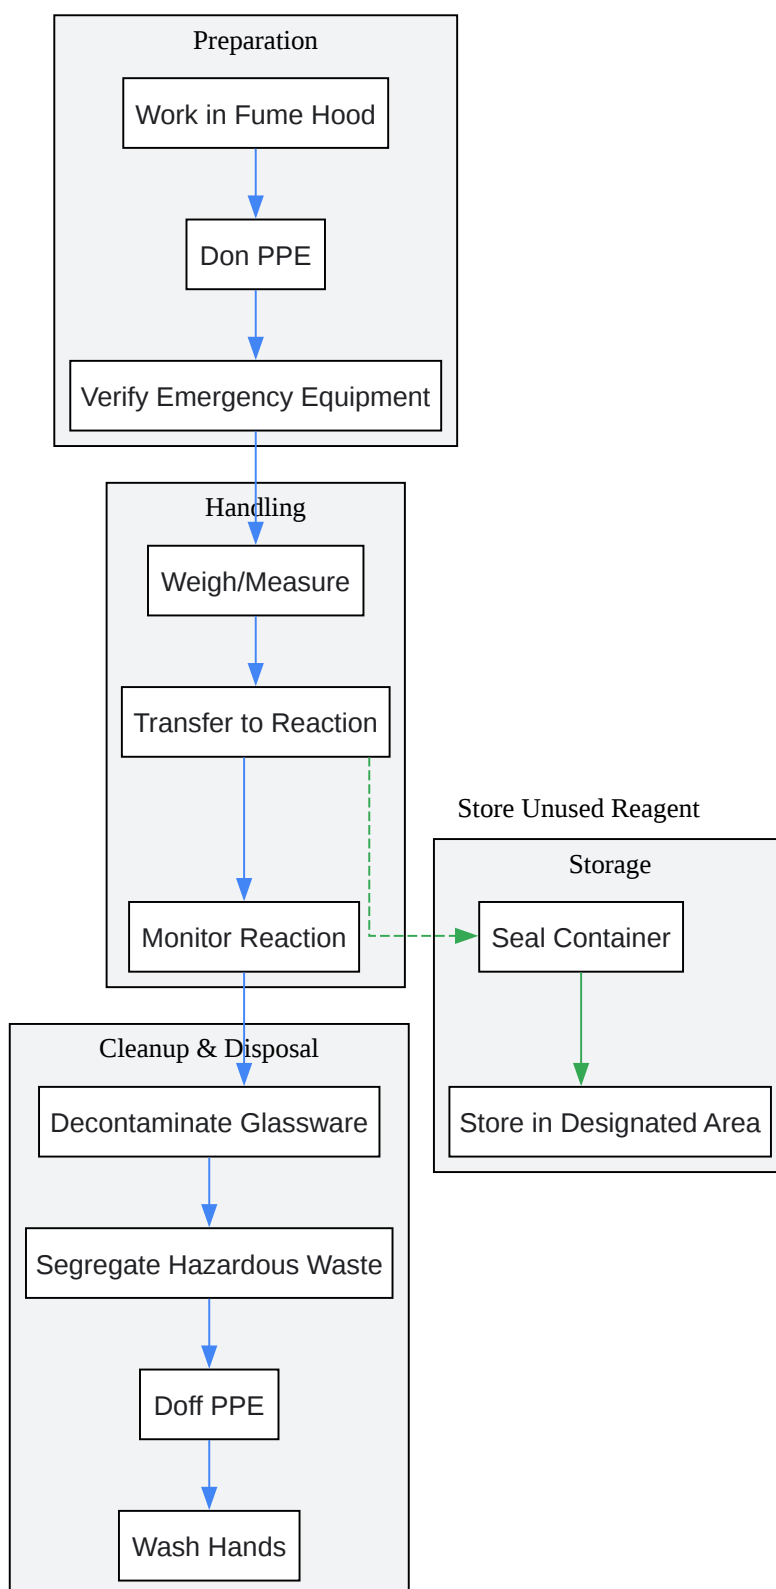 Preparation
Work in Fume Hood
Don PPE
Verify Emergency Equipment
Handling
Weigh/Measure
Transfer to Reaction
Monitor Reaction
Store Unused Reagent
Storage
Seal Container
Store in Designated Area
Cleanup & Disposal
Decontaminate Glassware
Segregate Hazardous Waste
Doff PPE
Wash Hands